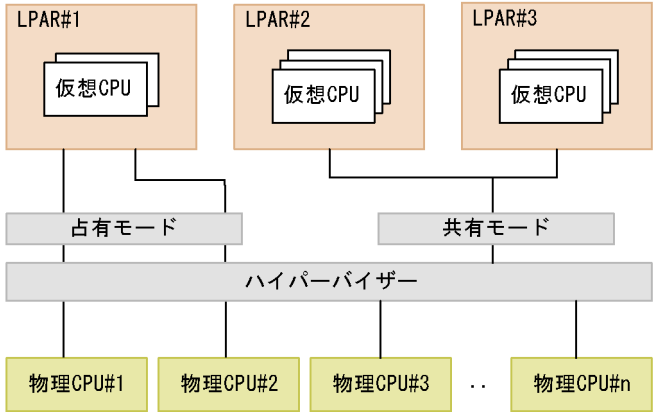 LPAR#1
LPAR#2
LPAR#3
仮想CPU
仮想CPU
仮想CPU
占有モード
共有モード
ハイパーバイザー
物理CPU#1
物理CPU#2
物理CPU#3
..
物理CPU#n